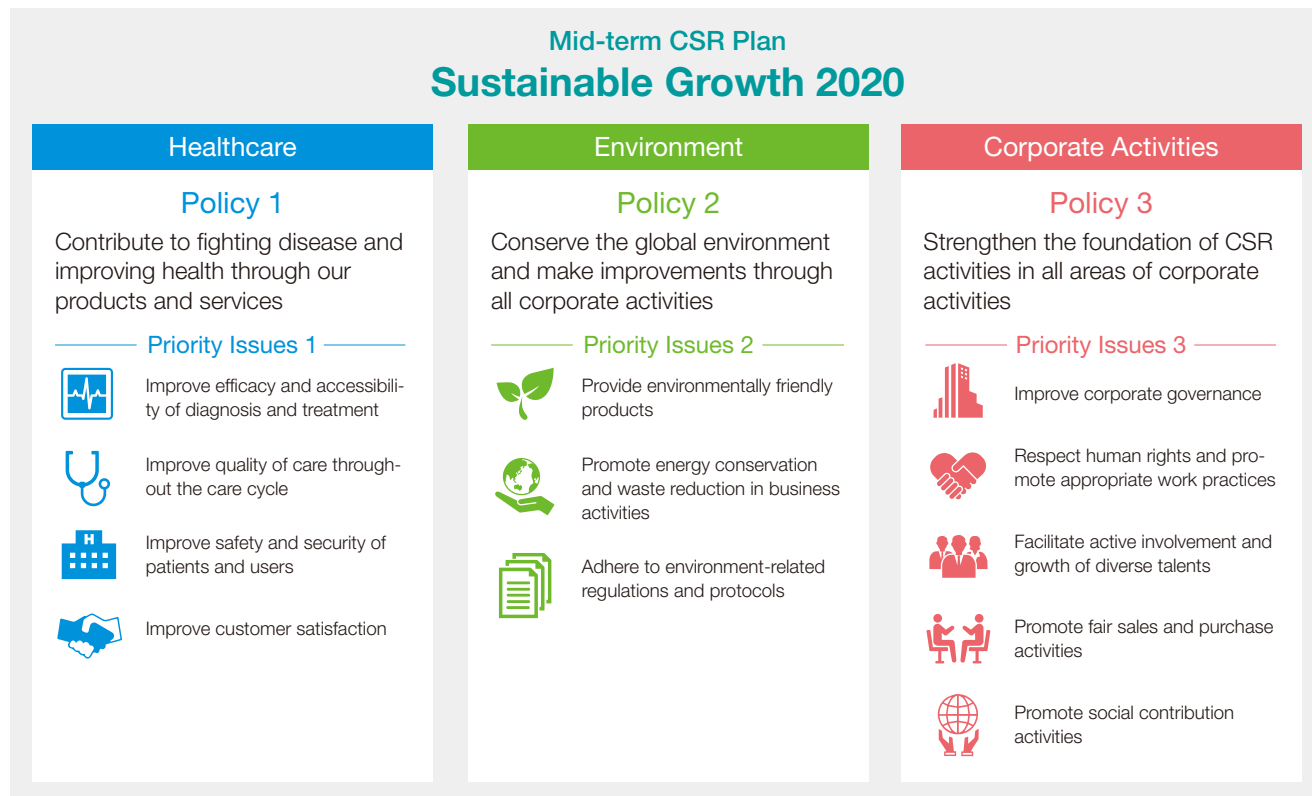 Mid-term CSR Plan
Sustainable Growth 2020
Healthcare
Policy 1
Contribute to fighting disease and
improving health through our
products and services
Priority Issues 1
Improve efficacy and accessibili-
ty of diagnosis and treatment
Improve quality of care through-
out the care cycle
H
Improve safety and security of
patients and users
Improve customer satisfaction
Environment
Policy 2
Conserve the global environment
and make improvements through
all corporate activities
Priority Issues 2
Provide environmentally friendly
products
Promote energy conservation
and waste reduction in business
activities
Adhere to environment-related
regulations and protocols
Corporate Activities
Policy 3
Strengthen the foundation of CSR
activities in all areas of corporate
activities
Priority Issues 3
Improve corporate governance
Respect human rights and pro-
mote appropriate work practices
Facilitate active involvement and
growth of diverse talents
Promote fair sales and purchase
activities
Promote social contribution
activities